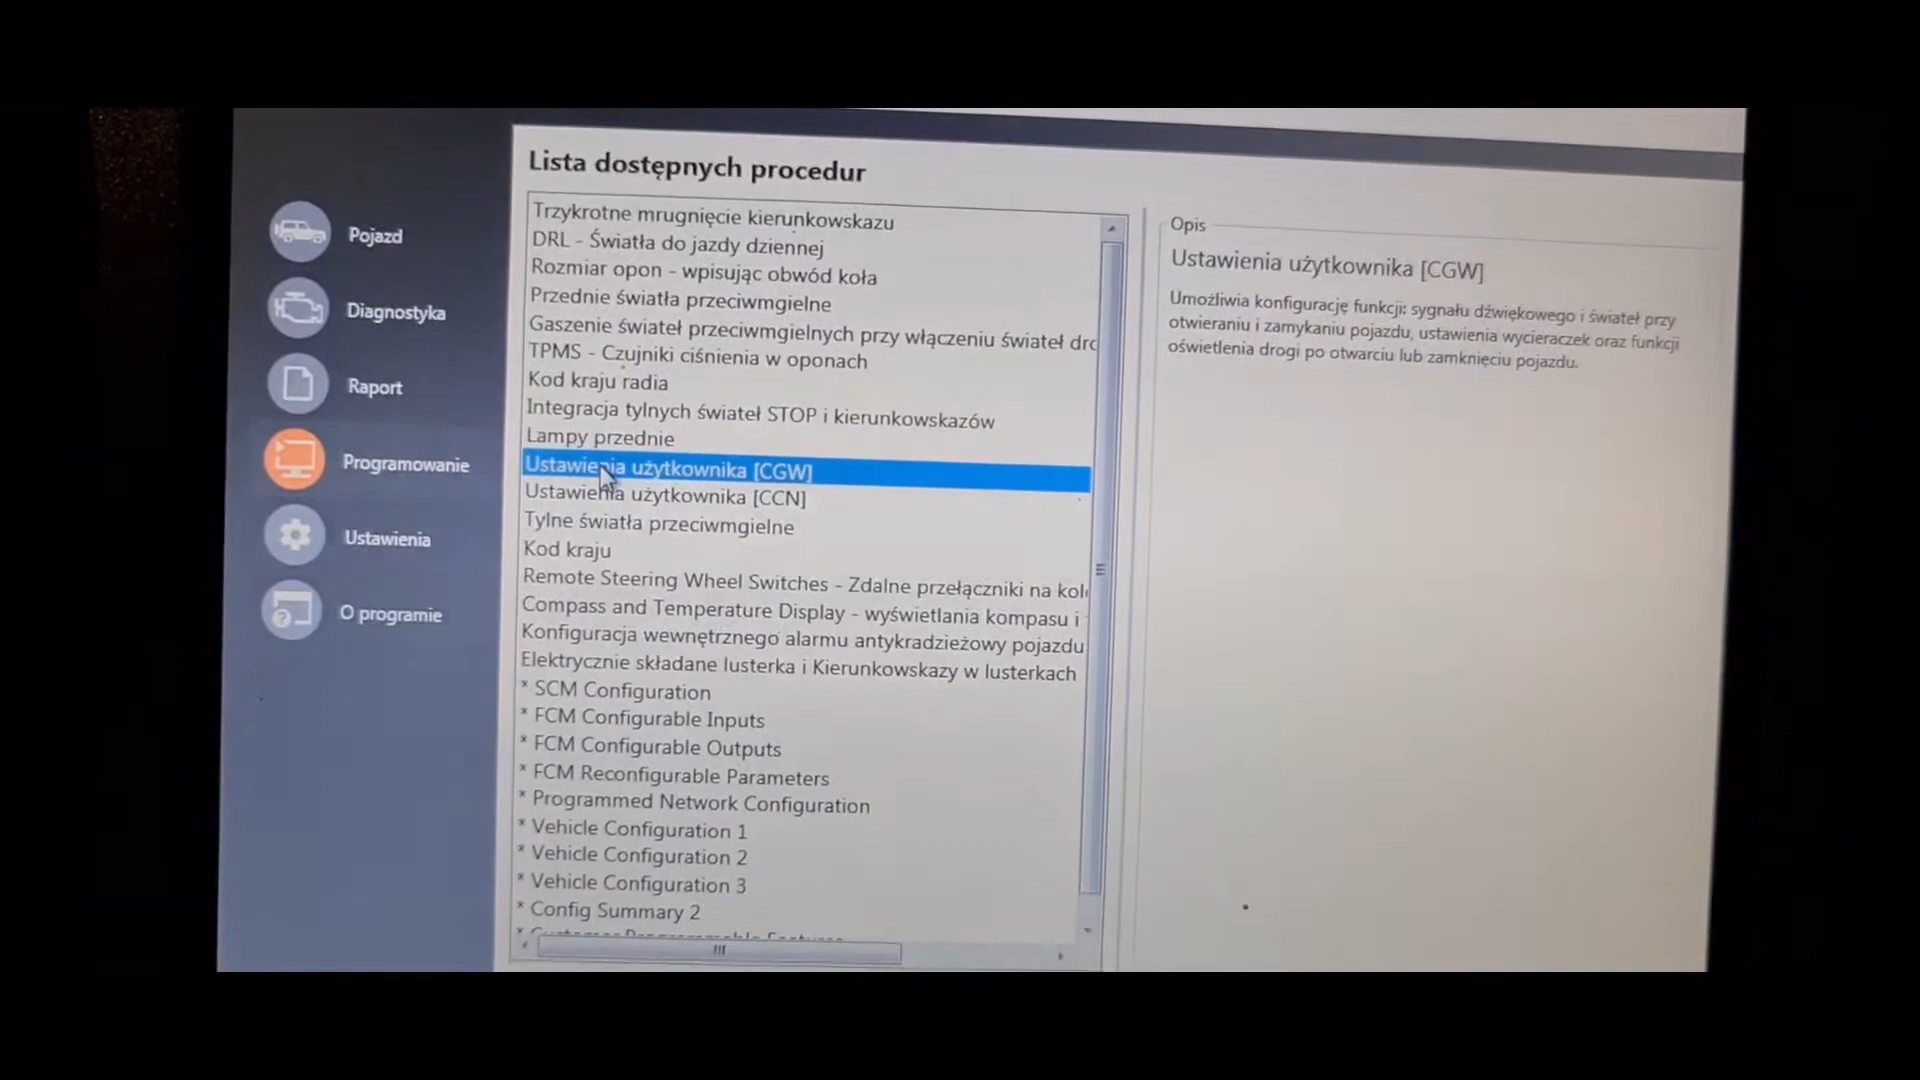 Pojazd
Diagnostyka
Raport
Programowanie
Ustawienia
O programie
Lista dostępnych procedur
Trzykrotne mrugnięcie kierunkowskazu
DRL - Światła do jazdy dziennej
Rozmiar opon - wpisując obwód koła
Przednie światła przeciwmgielne
Gaszenie świateł przeciwmgielnych przy włączeniu świateł drc
TPMS - Czujniki ciśnienia w oponach
Kod kraju radia
Integracja tylnych świateł STOP i kierunkowskazów
Lampy przednie
Ustawienia użytkownika [CGW]
Ustawienia użytkownika [CCN]
Tylne światła przeciwmgielne
Kod kraju
Remote Steering Wheel Switches - Zdalne przełączniki na kol
Compass and Temperature Display - wyświetlania kompasu i
Konfiguracja wewnętrznego alarmu antykradzieżowy pojazdu
Elektrycznie składane lusterka i Kierunkowskazy w lusterkach
* SCM Configuration
* FCM Configurable Inputs
* FCM Configurable Outputs
* FCM Reconfigurable Parameters
* Programmed Network Configuration
* Vehicle Configuration 1
* Vehicle Configuration 2
* Vehicle Configuration 3
* Config Summary 2
Opis
Ustawienia użytkownika [CGW]
Umożliwia konfigurację funkcji: sygnału dźwiękowego i świateł przy
otwieraniu i zamykaniu pojazdu, ustawienia wycieraczek oraz funkcji
oświetlenia drogi po otwarciu lub zamknięciu pojazdu.